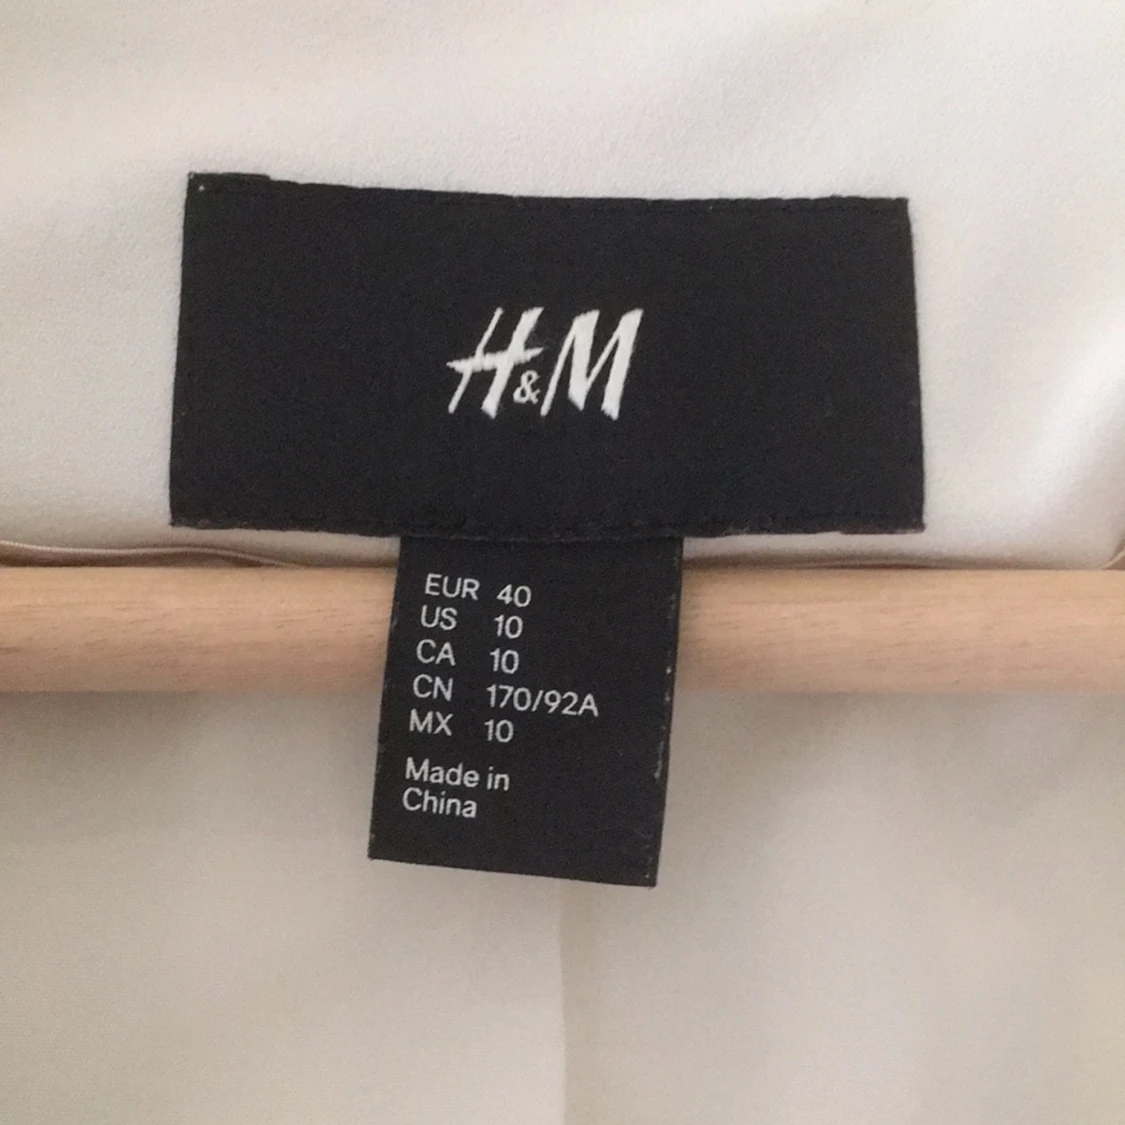 H&M
EUR 40
US 10
CA 10
CN 170/92A
MX 10
Made in
China